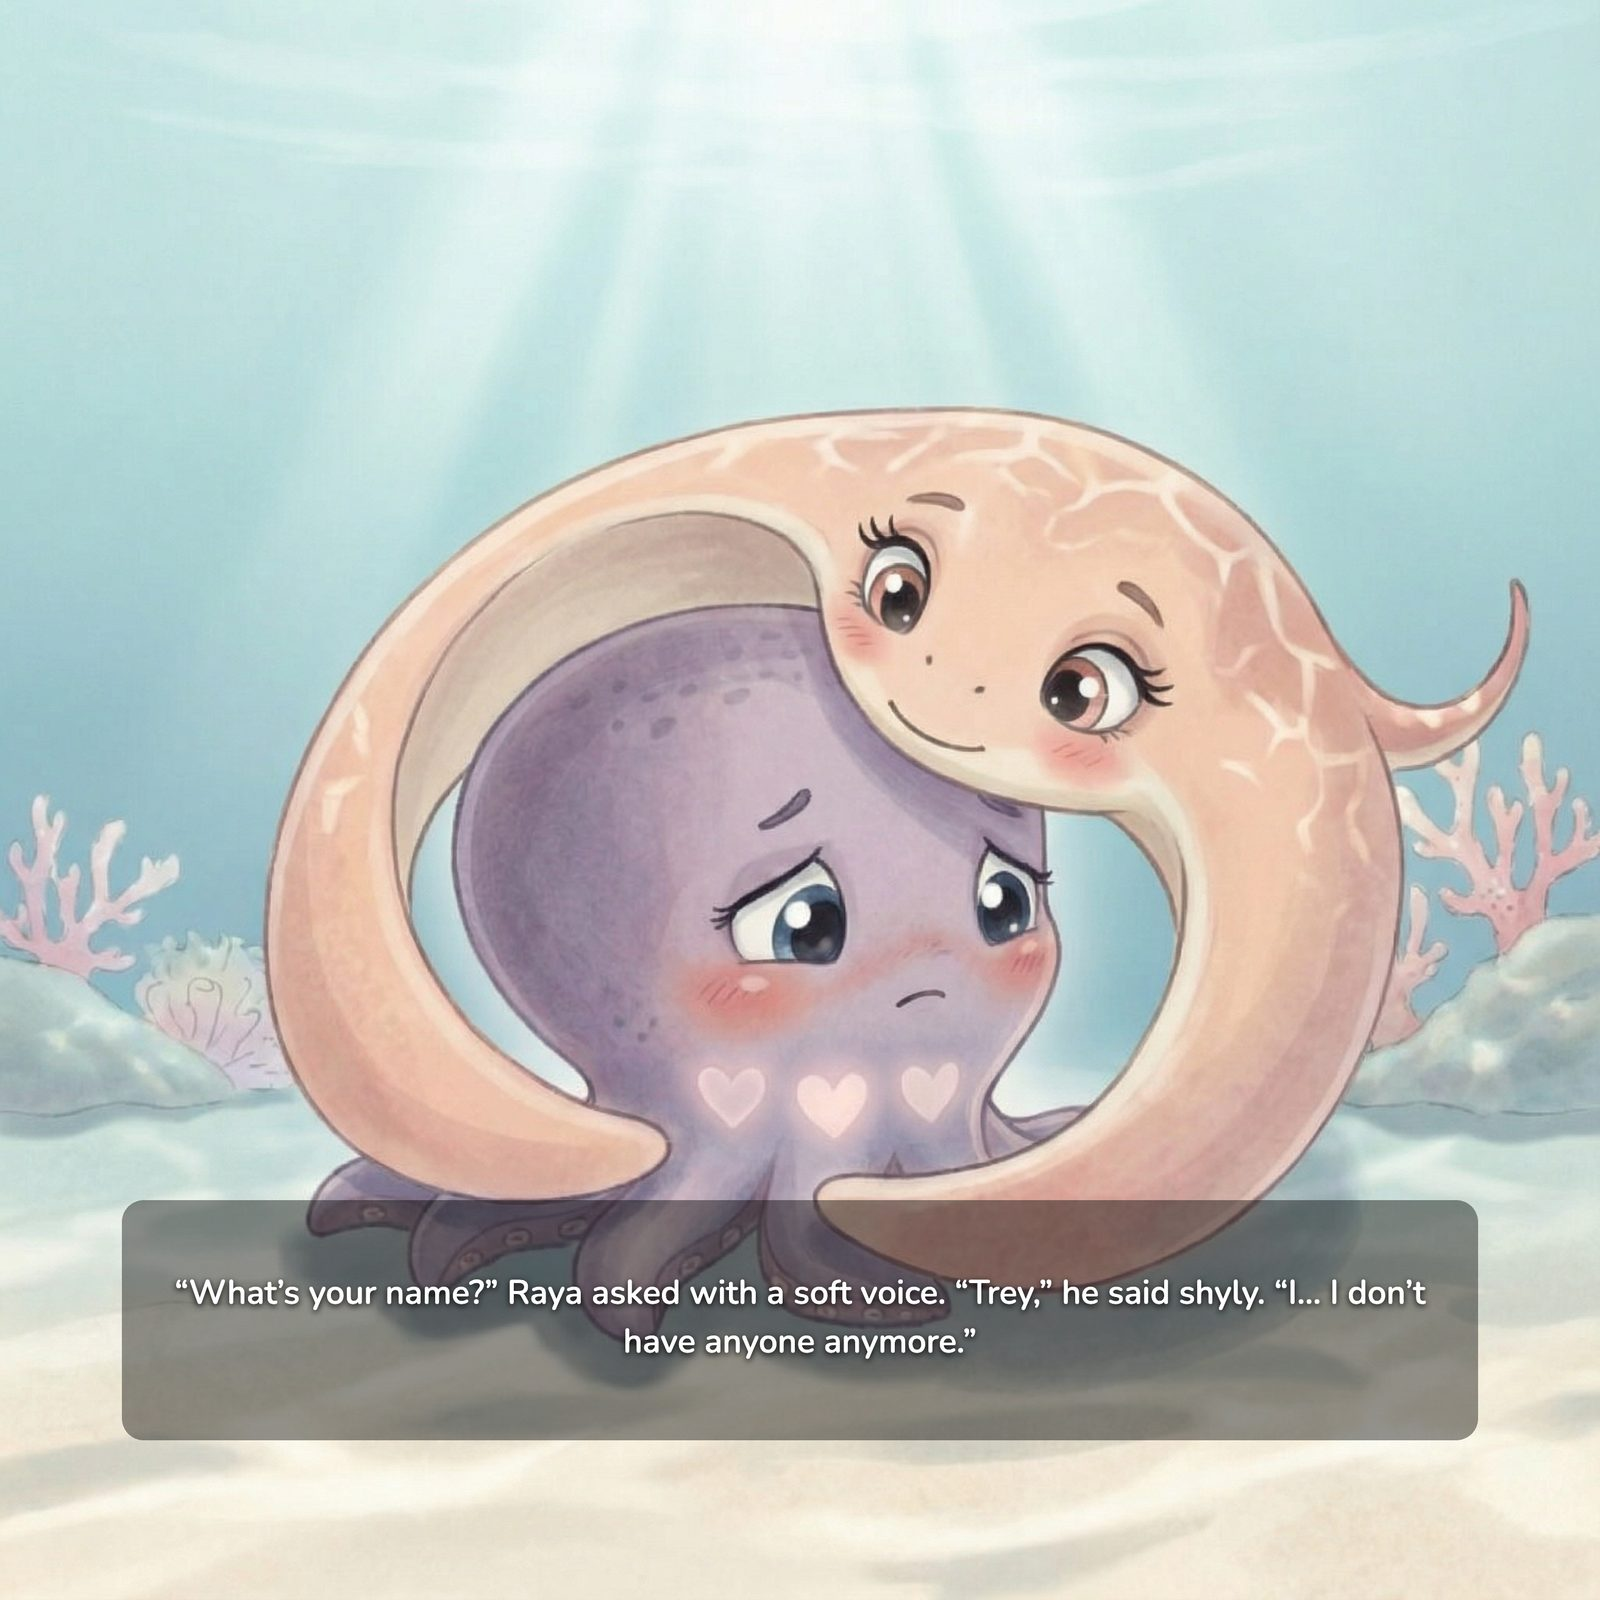 “What’s your name?” Raya asked with a soft voice. “Trey,” he said shyly. “I... I don’t
have anyone anymore.”